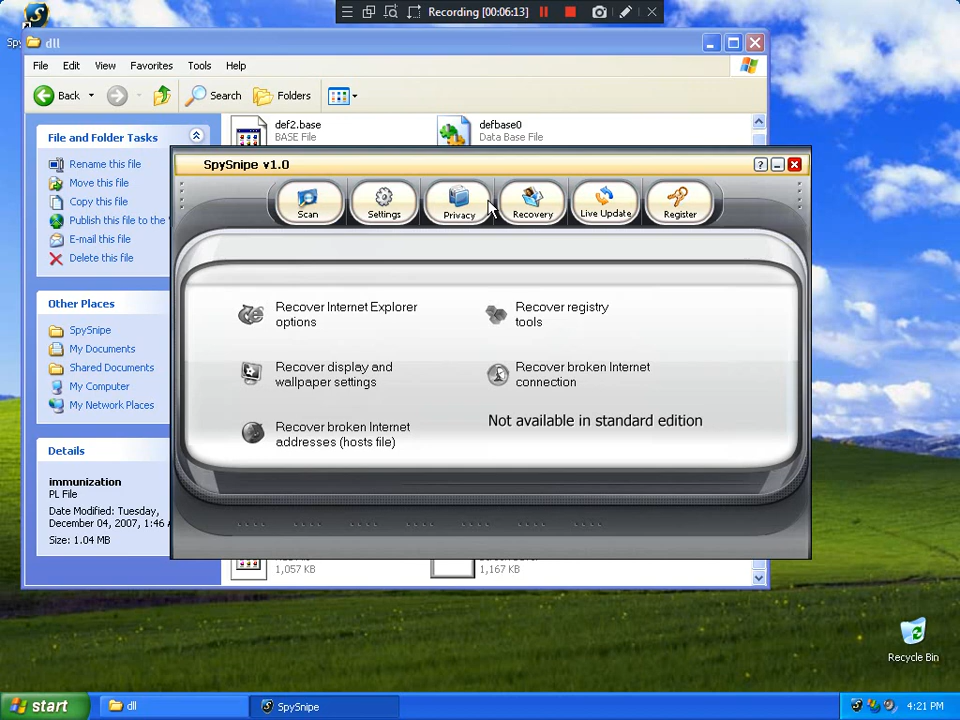 Recording [00:06:13]
dll
File Edit View Favorites Tools Help
Back Search Folders
File and Folder Tasks
Rename this file
Move this file
Copy this file
Publish this file to the
E-mail this file
Delete this file
Other Places
SpySnipe
My Documents
Shared Documents
My Computer
My Network Places
Details
immunization
PL File
Date Modified: Tuesday,
December 04, 2007, 1:46
Size: 1.04 MB
def2.base
BASE File
defbase0
Data Base File
SpySnipe v1.0
Scan Settings Privacy Recovery Live Update Register
Recover Internet Explorer
options
Recover registry
tools
Recover display and
wallpaper settings
Recover broken Internet
connection
Recover broken Internet
addresses (hosts file)
Not available in standard edition
1,057 KB
1,167 KB
Recycle Bin
start
dll
SpySnipe
4:21 PM